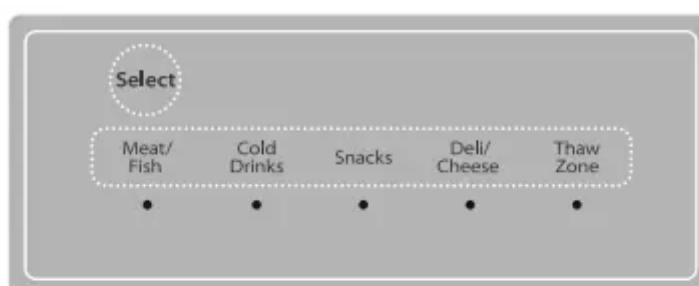 Select
Meat/
Fish
Cold
Drinks
Snacks
Deli/
Cheese
Thaw
Zone